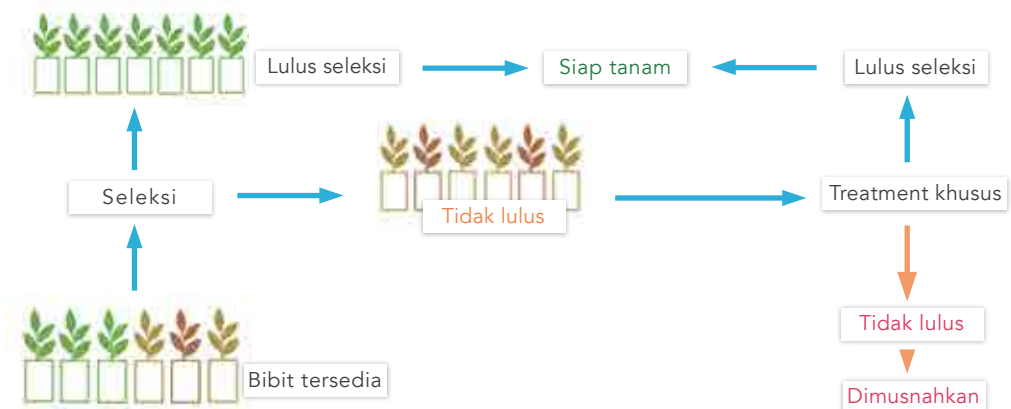 Lulus seleksi
Siap tanam
Lulus seleksi
Seleksi
Tidak lulus
Treatment khusus
Tidak lulus
Bibit tersedia
Dimusnahkan